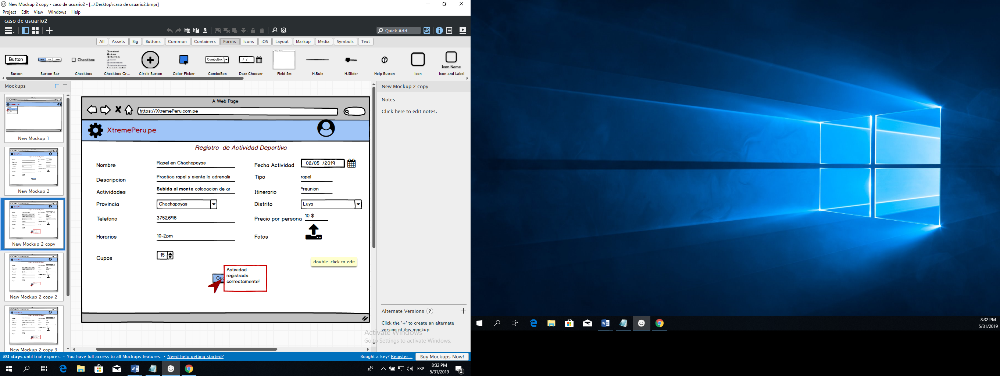 New Mockup 2 copy - caso de usuario2 - [...\Desktop\caso de usuario2.bmpr]
Project Edit View Windows Help
caso de usuario2
Quick Add
All Assets Big Buttons Common Containers Forms Icons iOS Layout Markup Media Symbols Text
Button One Two Three Checkbox ComboBox / / Icon Name
Button Button Bar Checkbox Checkbox Gr... Circle Button Color Picker ComboBox Date Chooser Field Set H.Rule H.Slider Help Button Icon Icon and Label
Mockups
New Mockup 1
New Mockup 2
New Mockup 2 copy
New Mockup 2 copy 2
New Mockup 2 copy 3
A Web Page
https://XtremePeru.com.pe
XtremePeru.pe
Registro de Actividad Deportiva
Nombre Rapel en Chachapoyas Fecha Actividad 02/05 /2019
Descripcion Practica rapel y siente la adrenalir Tipo rapel
Actividades Subida al monte colocacion de ar Itinerario *reunion
Provincia Chachapoyas Distrito Luya
Telefono 3752696 Precio por persona 10 $
Horarios 10-2pm Fotos
Cupos 15
double-click to edit
Actividad
registrada
correctamente!
Gu
New Mockup 2 copy
Notes
Click here to edit notes.
Alternate Versions ?
Click the '+' to create an alternate
version of this mockup.
Activate Windows
Go to Settings to activate Windows.
30 days until trial expires. · You have full access to all Mockups features. · Need help getting started?
Bought a key? Register... Buy Mockups Now!
ESP 8:32 PM
5/31/2019
2
8:32 PM
5/31/2019